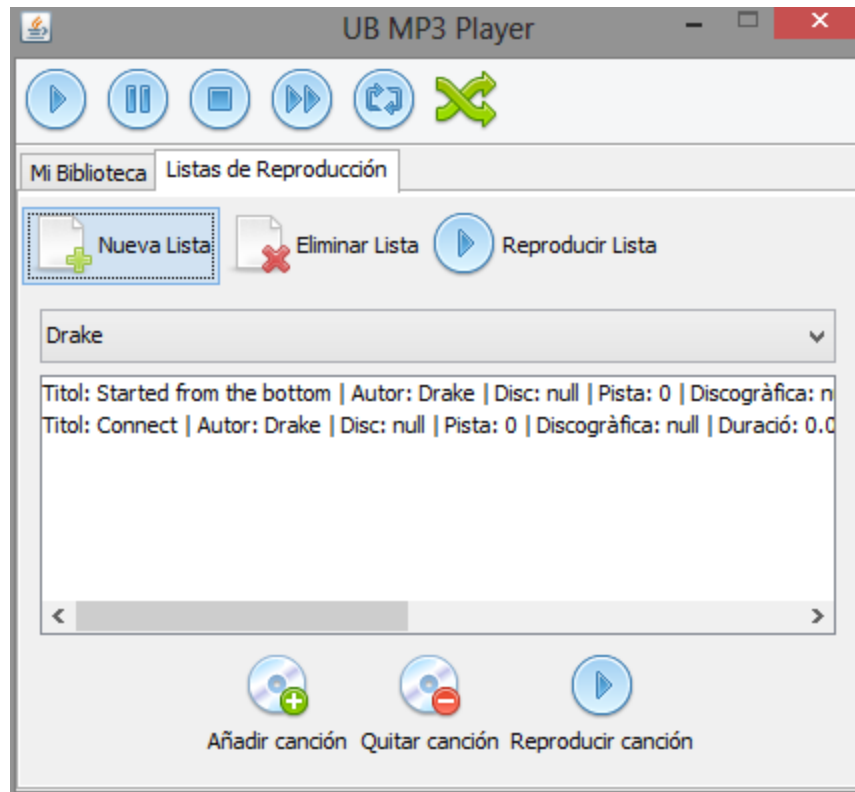 UB MP3 Player
Mi Biblioteca Listas de Reproducción
Nueva Lista Eliminar Lista Reproducir Lista
Drake
Titol: Started from the bottom | Autor: Drake | Disc: null | Pista: 0 | Discogràfica:
Titol: Connect | Autor: Drake | Disc: null | Pista: 0 | Discogràfica: null | Duració: 0.0
Añadir canción Quitar canción Reproducir canción